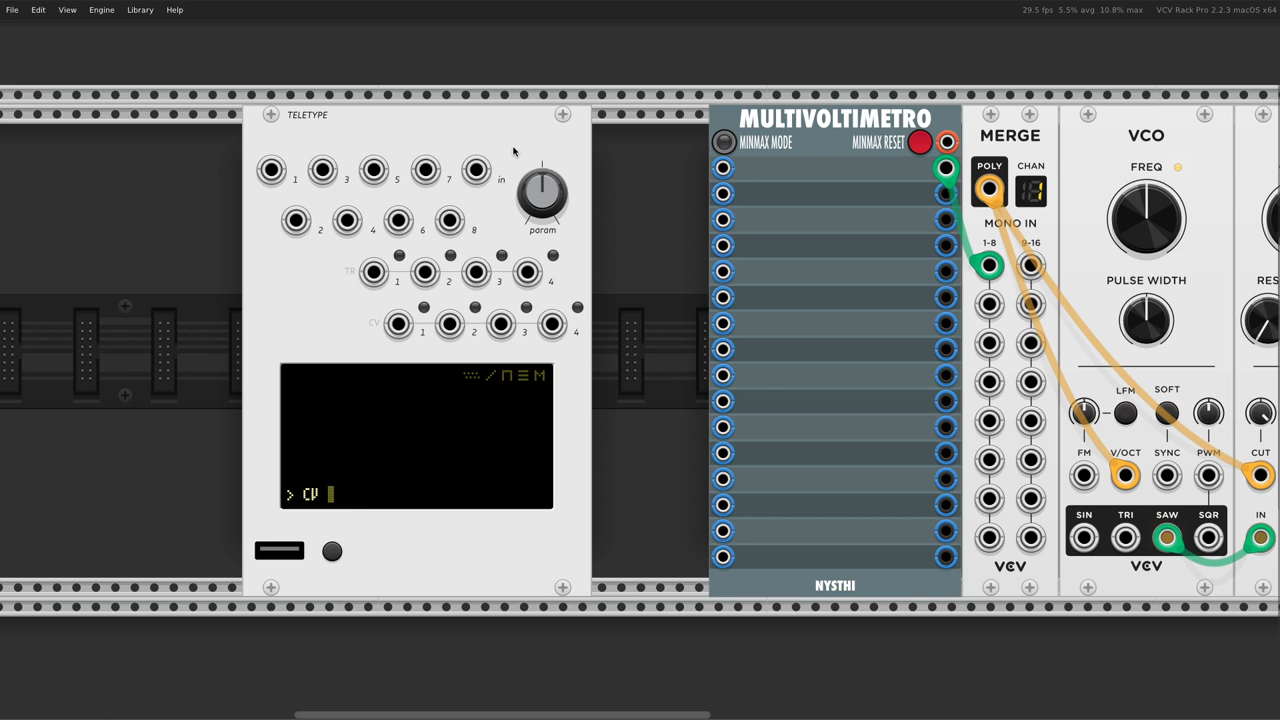 File Edit View Engine Library Help
29.5 fps 5.5% avg 10.8% max VCV Rack Pro 2.2.3 macOS x64
TELETYPE
1 3 5 7 in
2 4 6 8 param
TR 1 2 3 4
CV 1 2 3 4
M
> CV
MULTIVOLTIMETRO
MINMAX MODE MINMAX RESET
NYSTHI
MERGE
POLY CHAN
1
MONO IN
1-8 9-16
VCV
VCO
FREQ
PULSE WIDTH
LFM SOFT
FM V/OCT SYNC PWM
SIN TRI SAW SQR
VCV
RES
CUT
IN